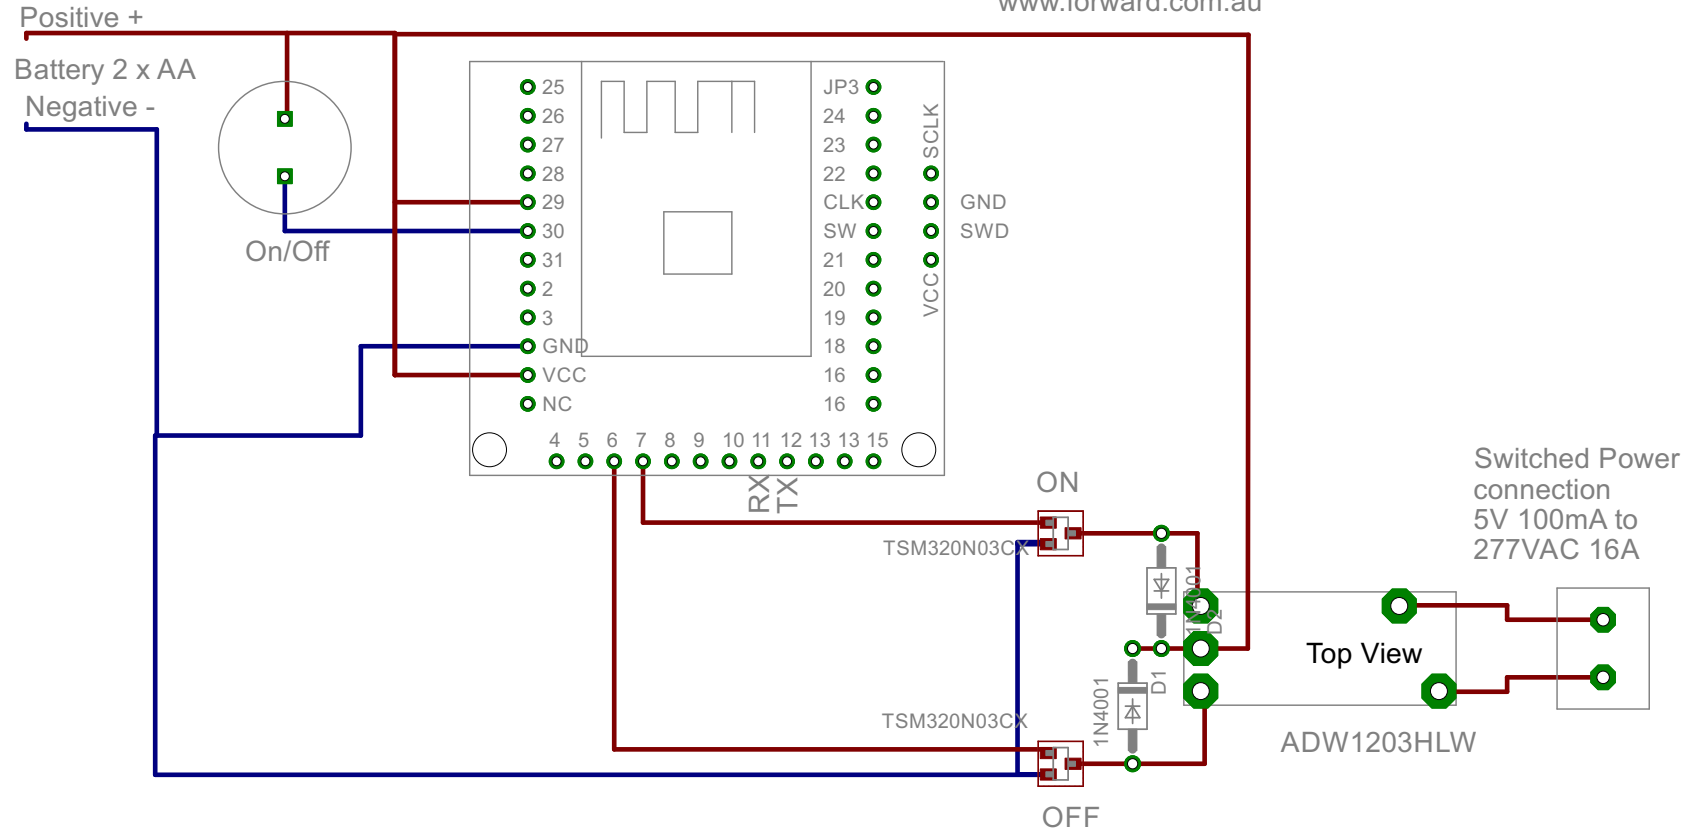 www.forward.com.au
Positive +
Battery 2 x AA
Negative -
On/Off
25
26
27
28
29
30
31
2
3
GND
VCC
NC
JP3
24
23
22
CLK
SW
21
20
19
18
16
16
SCLK
GND
SWD
VCC
4 5 6 7 8 9 10 11 12 13 13 15
RX
TX
ON
TSM320N03CX
1N4001
D2
Switched Power
connection
5V 100mA to
277VAC 16A
Top View
D1
1N4001
TSM320N03CX
ADW1203HLW
OFF